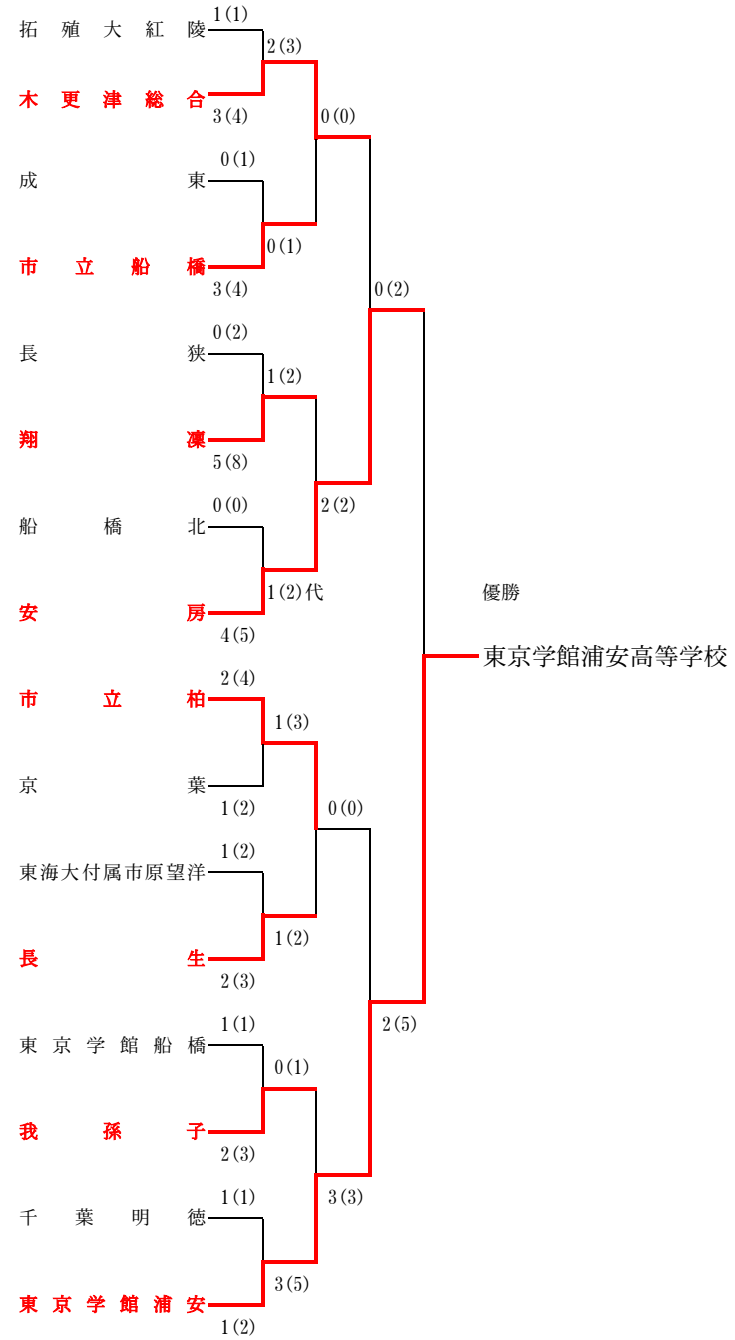 1(1)
拓殖大紅陵
2(3)
木更津総合
3(4)
0(0)
0(1)
成東
0(1)
市立船橋
3(4)
0(2)
0(2)
長狭
1(2)
翔凜
5(8)
0(0)
2(2)
船橋北
1(2)代
優勝
安房
4(5)
東京学館浦安高等学校
2(4)
市立柏
1(3)
京葉
1(2)
0(0)
1(2)
東海大付属市原望洋
1(2)
長生
2(3)
1(1)
2(5)
東京学館船橋
0(1)
我孫子
2(3)
1(1)
3(3)
千葉明徳
3(5)
東京学館浦安
1(2)